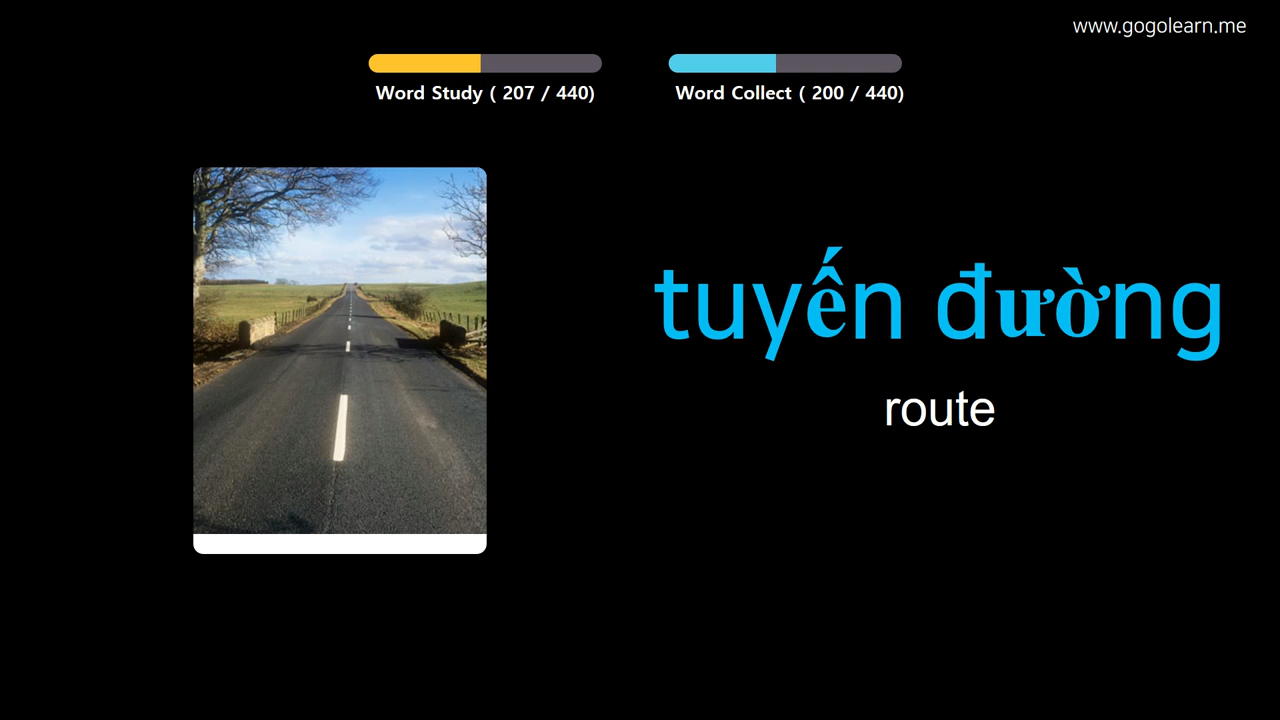 www.gogolearn.me
Word Study ( 207 / 440)
Word Collect ( 200 / 440)
tuyến đường
route